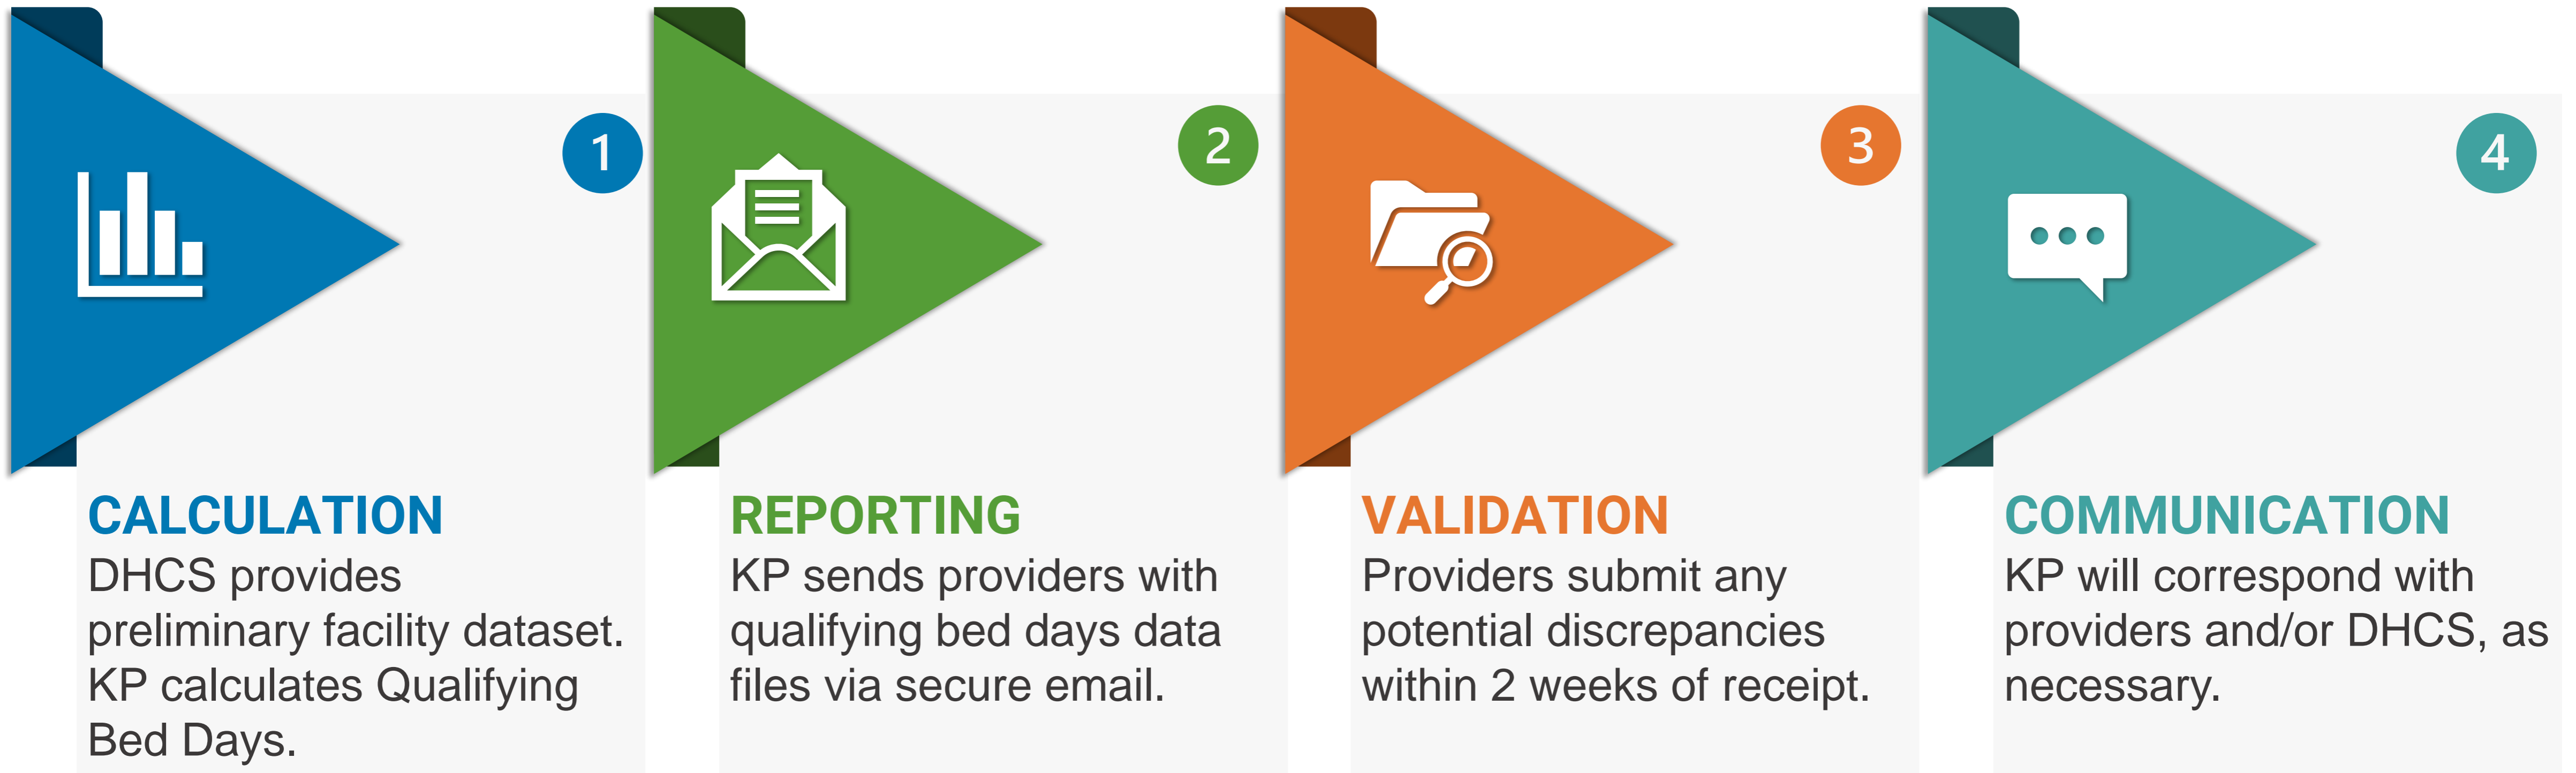 1
CALCULATION
DHCS provides
preliminary facility dataset.
KP calculates Qualifying
Bed Days.
2
REPORTING
KP sends providers with
qualifying bed days data
files via secure email.
3
VALIDATION
Providers submit any
potential discrepancies
within 2 weeks of receipt.
4
COMMUNICATION
KP will correspond with
providers and/or DHCS, as
necessary.